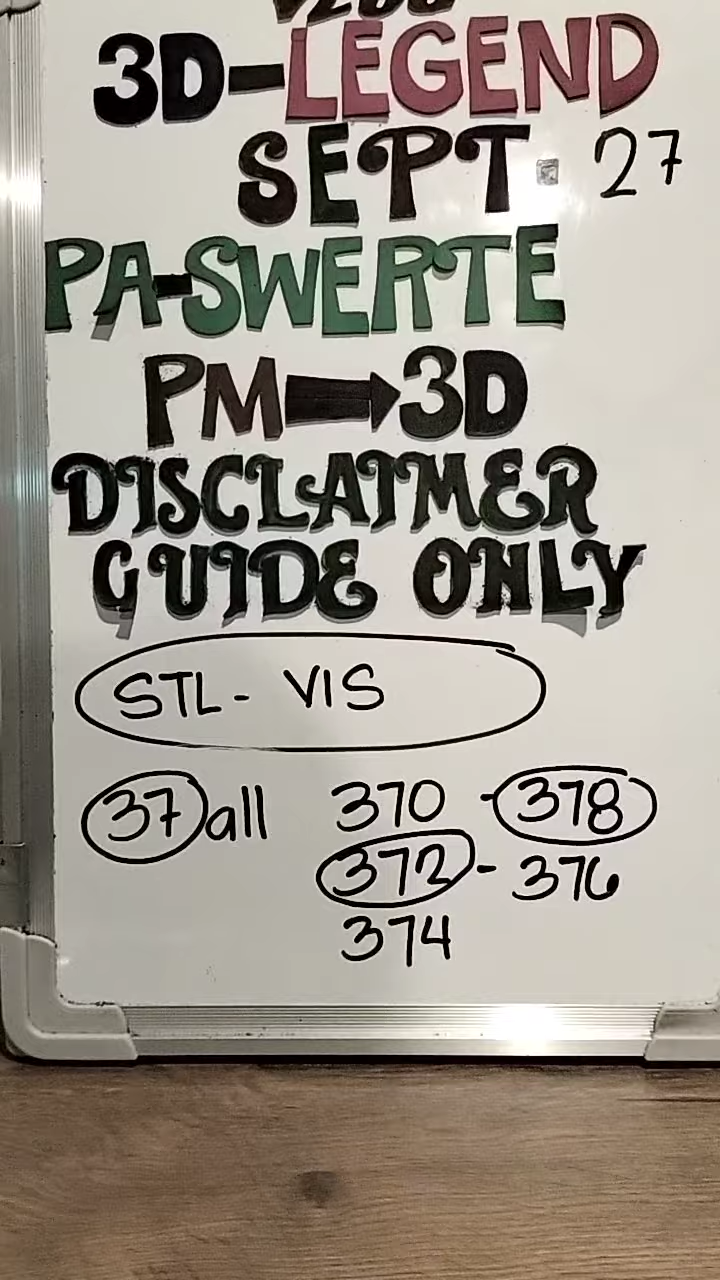 3D-LEGEND
SEPT. 27
PA-SWERTE
PM➡3D
DISCLAIMER
GUIDE ONLY
STL- VIS
37 all 370 - 378
372 - 376
374